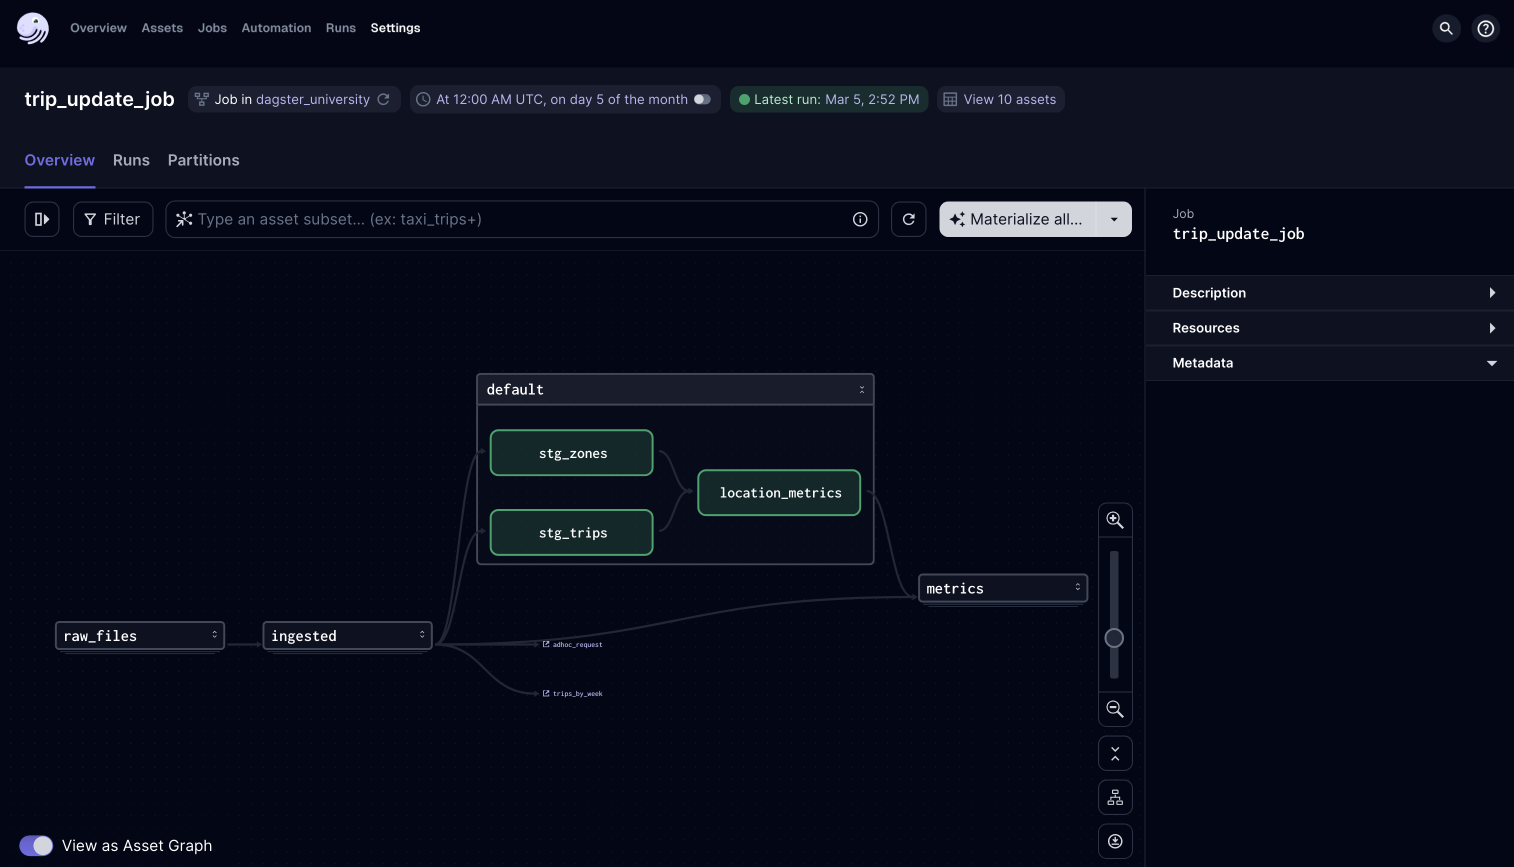 Overview Assets Jobs Automation Runs Settings
trip_update_job Job in dagster_university At 12:00 AM UTC, on day 5 of the month Latest run: Mar 5, 2:52 PM View 10 assets
Overview Runs Partitions
Filter Type an asset subset... (ex: taxi_trips+) Materialize all...
Job
trip_update_job
Description
Resources
Metadata
default
stg_zones
location_metrics
stg_trips
metrics
raw_files
ingested
adhoc_request
trips_by_week
View as Asset Graph